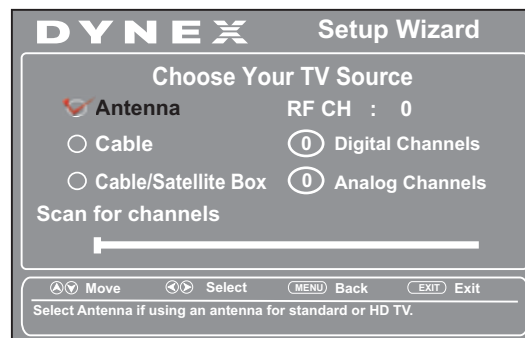 DYNEX Setup Wizard
Choose Your TV Source
Antenna RF CH : 0
Cable 0 Digital Channels
Cable/Satellite Box 0 Analog Channels
Scan for channels
Move Select MENU Back EXIT Exit
Select Antenna if using an antenna for standard or HD TV.